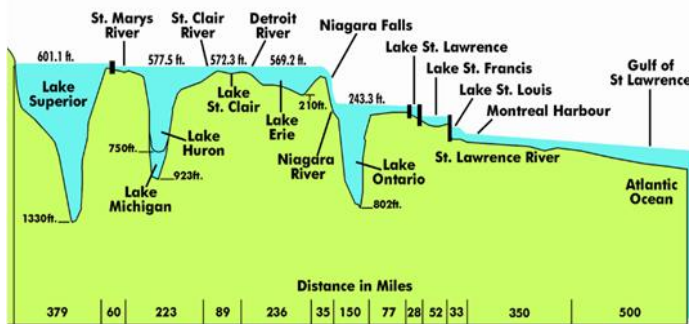 St. Marys
River
St. Clair
River
Detroit
River
Niagara Falls
601.1 ft.
577.5 ft.
572.3 ft.
569.2 ft.
243.3 ft.
Lake St. Lawrence
Lake St. Francis
Lake St. Louis
Montreal Harbour
Gulf of
St Lawrence
Lake
Superior
Lake
St. Clair
Lake
Erie
210ft.
Lake
Huron
750ft.
Niagara
River
St. Lawrence River
Lake
Michigan
923ft.
Lake
Ontario
Atlantic
Ocean
1330ft.
802ft.
Distance in Miles
379 60 223 89 236 35 150 77 28 52 33 350 500